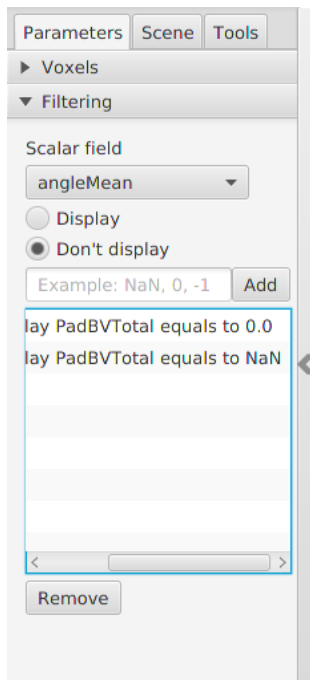 Parameters Scene Tools
Voxels
Filtering
Scalar field
angleMean
Display
Don't display
Example: NaN, 0, -1 Add
lay PadBVTotal equals to 0.0
lay PadBVTotal equals to NaN
Remove